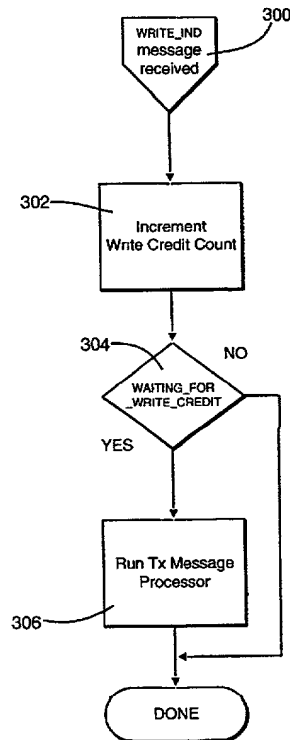 WRITE_IND
message
received
300
302
Increment
Write Credit Count
304
NO
WAITING_FOR
_WRITE_CREDIT
YES
Run Tx Message
Processor
306
DONE